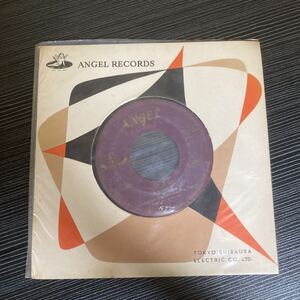 ANGEL RECORDS
Angel
TOKYO SHIBAURA
ELECTRIC CO., LTD.